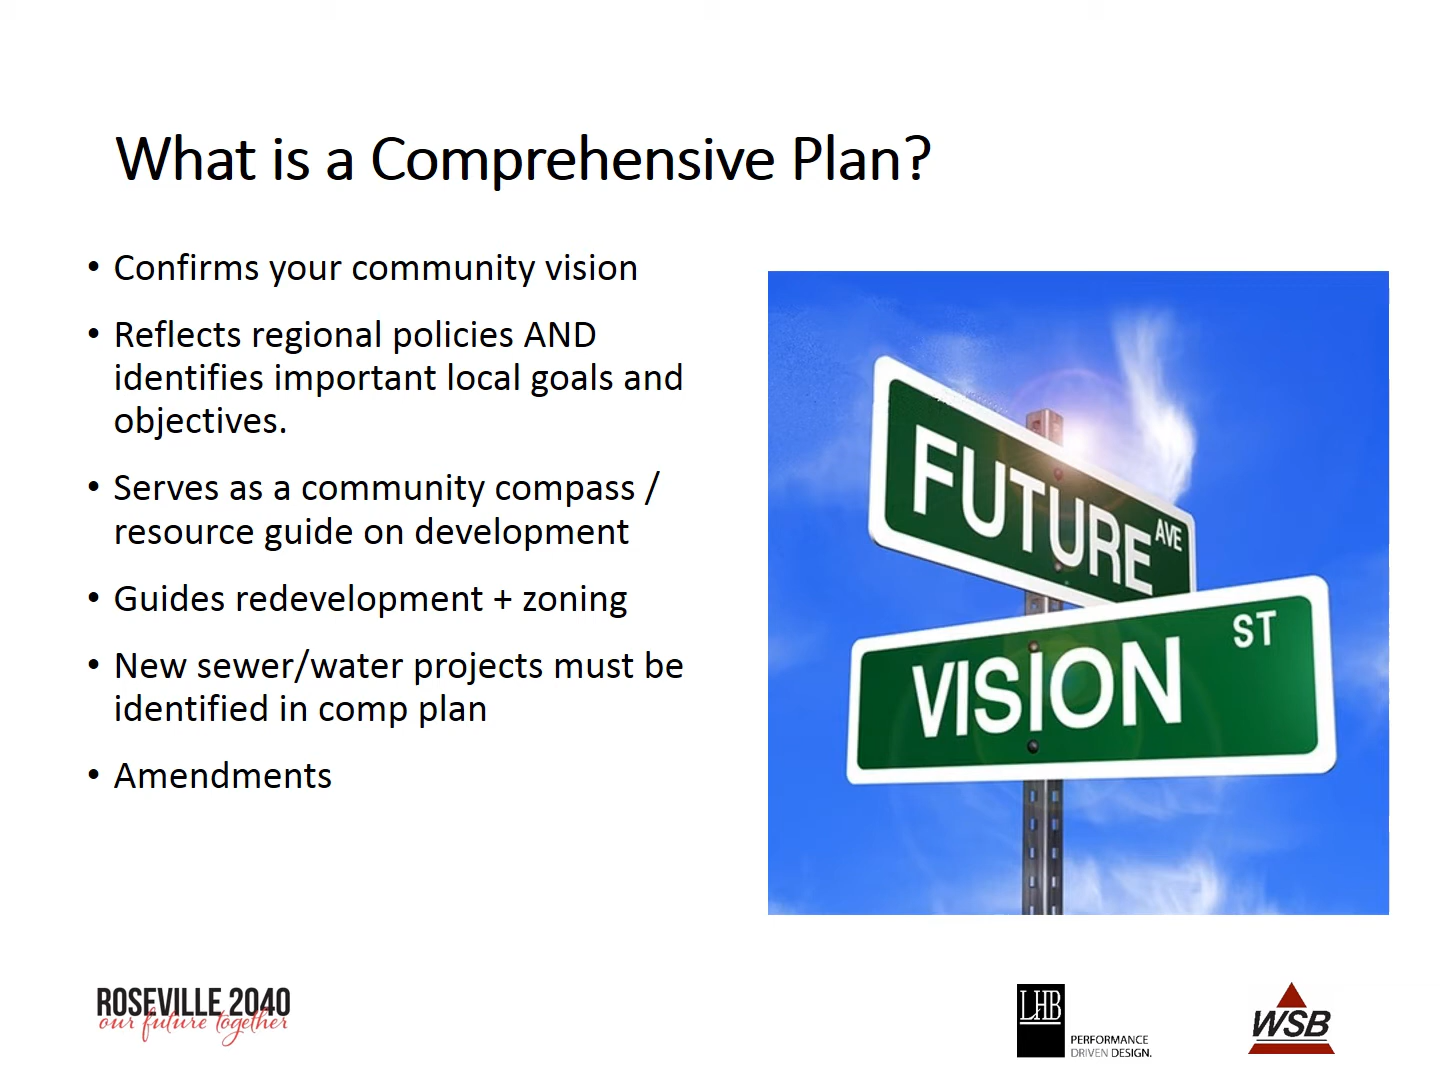 What is a Comprehensive Plan?
• Confirms your community vision
• Reflects regional policies AND
identifies important local goals and
objectives.
• Serves as a community compass /
resource guide on development
• Guides redevelopment + zoning
• New sewer/water projects must be
identified in comp plan
• Amendments
FUTURE AVE
VISION ST
ROSEVILLE 2040
our future together
LHB
PERFORMANCE
DRIVEN DESIGN.
WSB